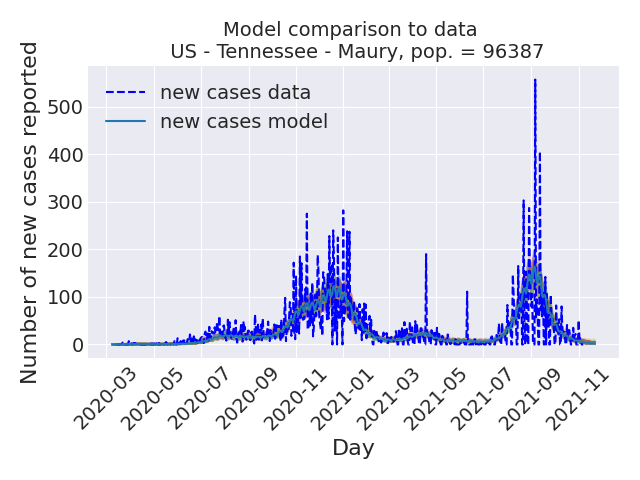 Model comparison to data
US - Tennessee - Maury, pop. = 96387
Number of new cases reported
new cases data
new cases model
500
400
300
200
100
0
2020-03
2020-05
2020-07
2020-09
2020-11
2021-01
2021-03
2021-05
2021-07
2021-09
2021-11
Day